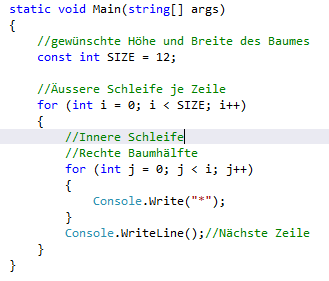 static void Main(string[] args)
{
//gewünschte Höhe und Breite des Baumes
const int SIZE = 12;
//Äussere Schleife je Zeile
for (int i = 0; i < SIZE; i++)
{
//Innere Schleife
//Rechte Baumhälfte
for (int j = 0; j < i; j++)
{
Console.Write("*");
}
Console.WriteLine();//Nächste Zeile
}
}